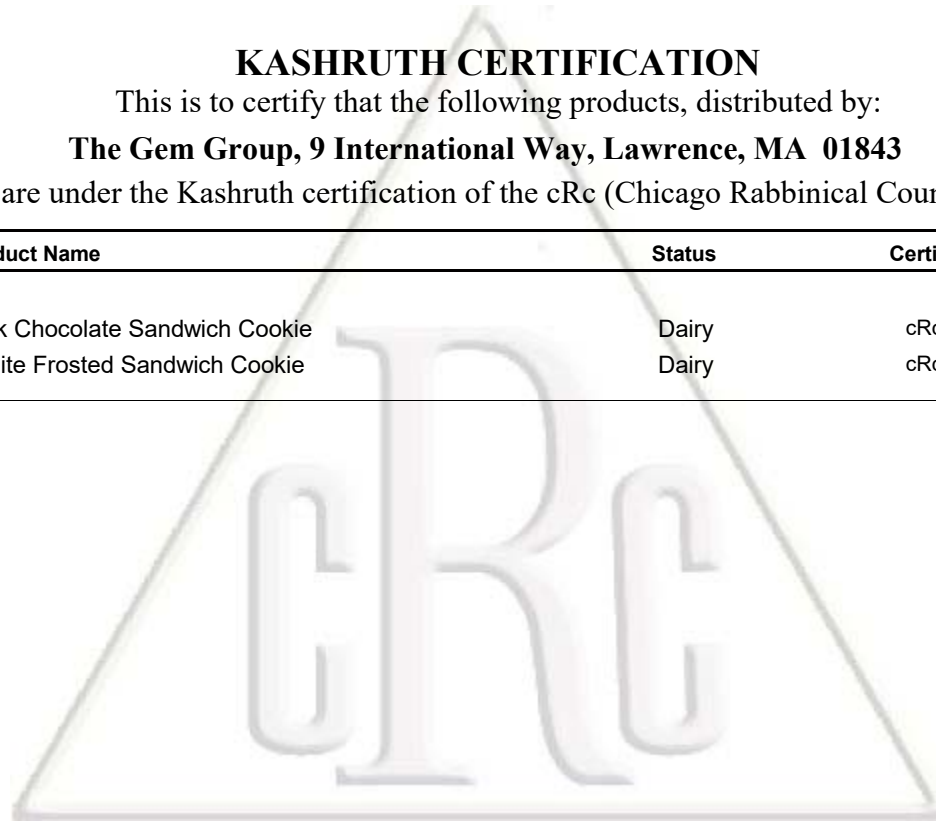 KASHRUTH CERTIFICATION
This is to certify that the following products, distributed by:
The Gem Group, 9 International Way, Lawrence, MA 01843
are under the Kashruth certification of the cRc (Chicago Rabbinical Coun
duct Name Status Certi
k Chocolate Sandwich Cookie Dairy cRc
ite Frosted Sandwich Cookie Dairy cRc
cRc